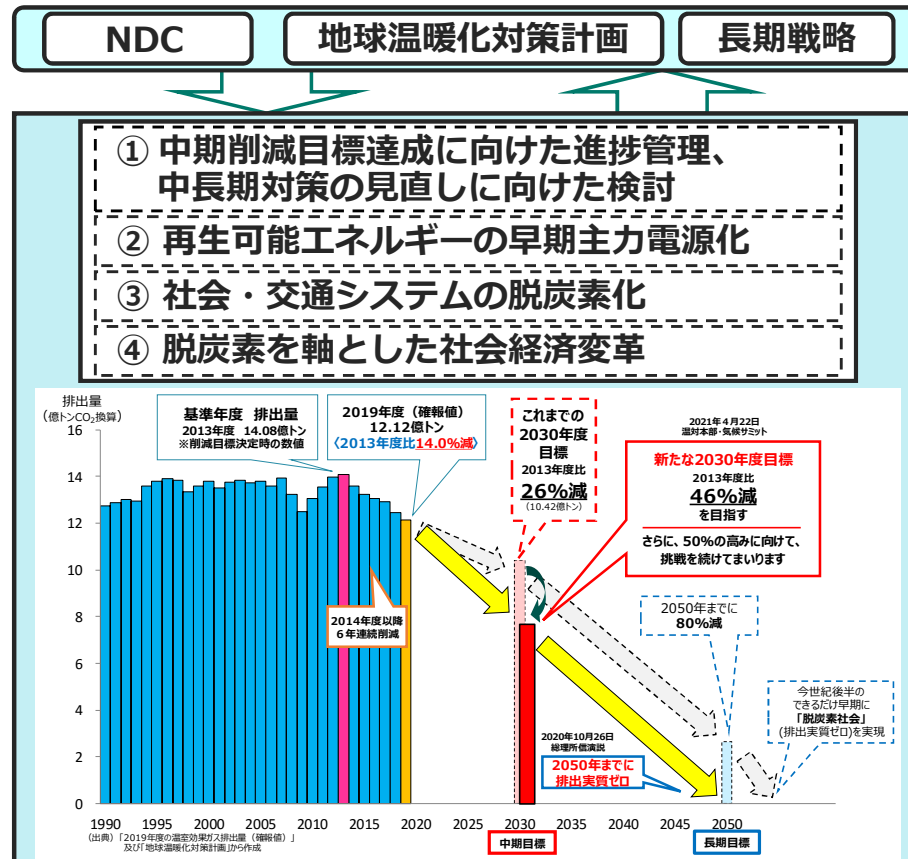 NDC
地球温暖化対策計画
長期戦略
① 中期削減目標達成に向けた進捗管理、
中長期対策の見直しに向けた検討
② 再生可能エネルギーの早期主力電源化
③ 社会・交通システムの脱炭素化
④ 脱炭素を軸とした社会経済変革
排出量
(億トンCO₂換算)
16
14
12
10
8
6
4
2
0
基準年度 排出量
2013年度 14.08億トン
※削減目標決定時の数値
2019年度(確報値)
12.12億トン
〈2013年度比14.0%減〉
2014年度以降
6年連続削減
これまでの
2030年度
目標
2013年度比
26%減
(10.42億トン)
2021年4月22日
温対本部・気候サミット
新たな2030年度目標
2013年度比
46%減
を目指す
さらに、50%の高みに向けて、
挑戦を続けてまいります
2050年までに
80%減
今世紀後半の
できるだけ早期に
「脱炭素社会」
(排出実質ゼロ)を実現
2020年10月26日
総理所信演説
2050年までに
排出実質ゼロ
1990 1995 2000 2005 2010 2015 2020 2025 2030 2035 2040 2045 2050
(出典)「2019年度の温室効果ガス排出量(確報値)」
及び「地球温暖化対策計画」から作成
中期目標
長期目標